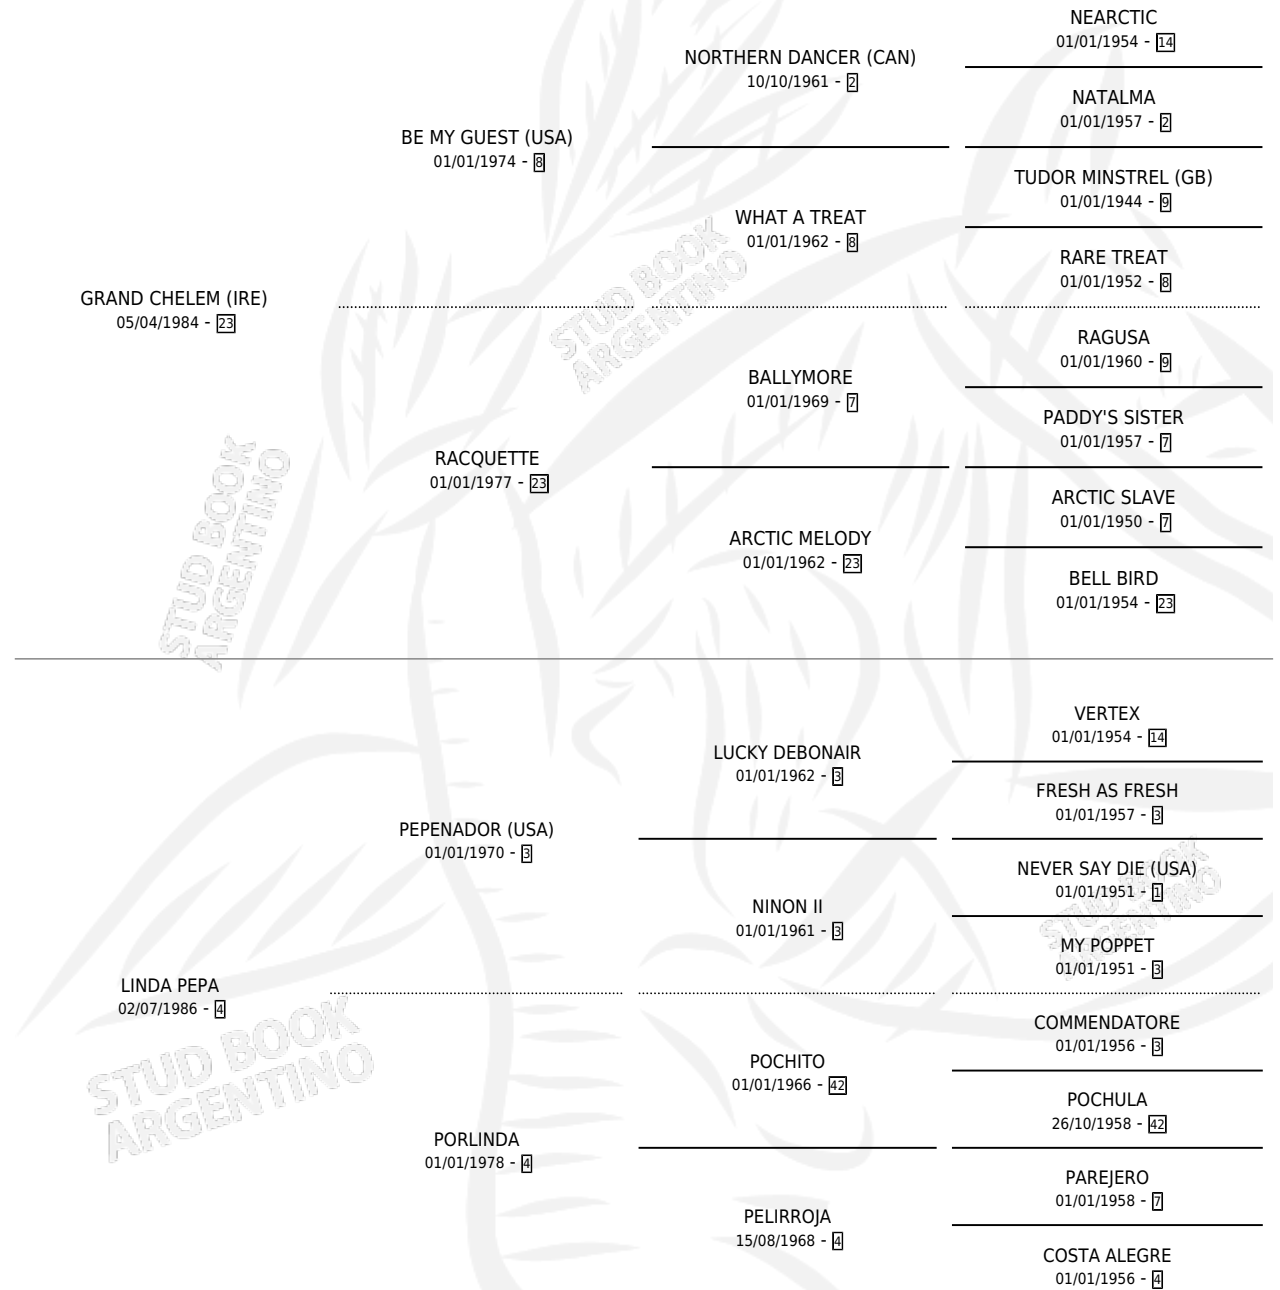 NEARCTIC
01/01/1954 - 14
NORTHERN DANCER (CAN)
10/10/1961 - 2
NATALMA
01/01/1957 - 2
BE MY GUEST (USA)
01/01/1974 - 8
TUDOR MINSTREL (GB)
01/01/1944 - 9
WHAT A TREAT
01/01/1962 - 8
RARE TREAT
01/01/1952 - 8
GRAND CHELEM (IRE)
05/04/1984 - 23
STUD BOOK
ARGENTINO
RAGUSA
01/01/1960 - 9
BALLYMORE
01/01/1969 - 7
PADDY'S SISTER
01/01/1957 - 7
RACQUETTE
01/01/1977 - 23
ARCTIC SLAVE
01/01/1950 - 7
ARCTIC MELODY
01/01/1962 - 23
BELL BIRD
01/01/1954 - 23
STUD BOOK
ARGENTINO
VERTEX
01/01/1954 - 14
LUCKY DEBONAIR
01/01/1962 - 3
FRESH AS FRESH
01/01/1957 - 3
PEPENADOR (USA)
01/01/1970 - 3
NEVER SAY DIE (USA)
01/01/1951 - 1
NINON II
01/01/1961 - 3
STUD BOOK
ARGENTINO
MY POPPET
01/01/1951 - 3
LINDA PEPA
02/07/1986 - 4
STUD BOOK
ARGENTINO
COMMENDATORE
01/01/1956 - 3
POCHITO
01/01/1966 - 42
POCHULA
26/10/1958 - 42
PORLINDA
01/01/1978 - 4
PAREJERO
01/01/1958 - 7
PELIRROJA
15/08/1968 - 4
COSTA ALEGRE
01/01/1956 - 4